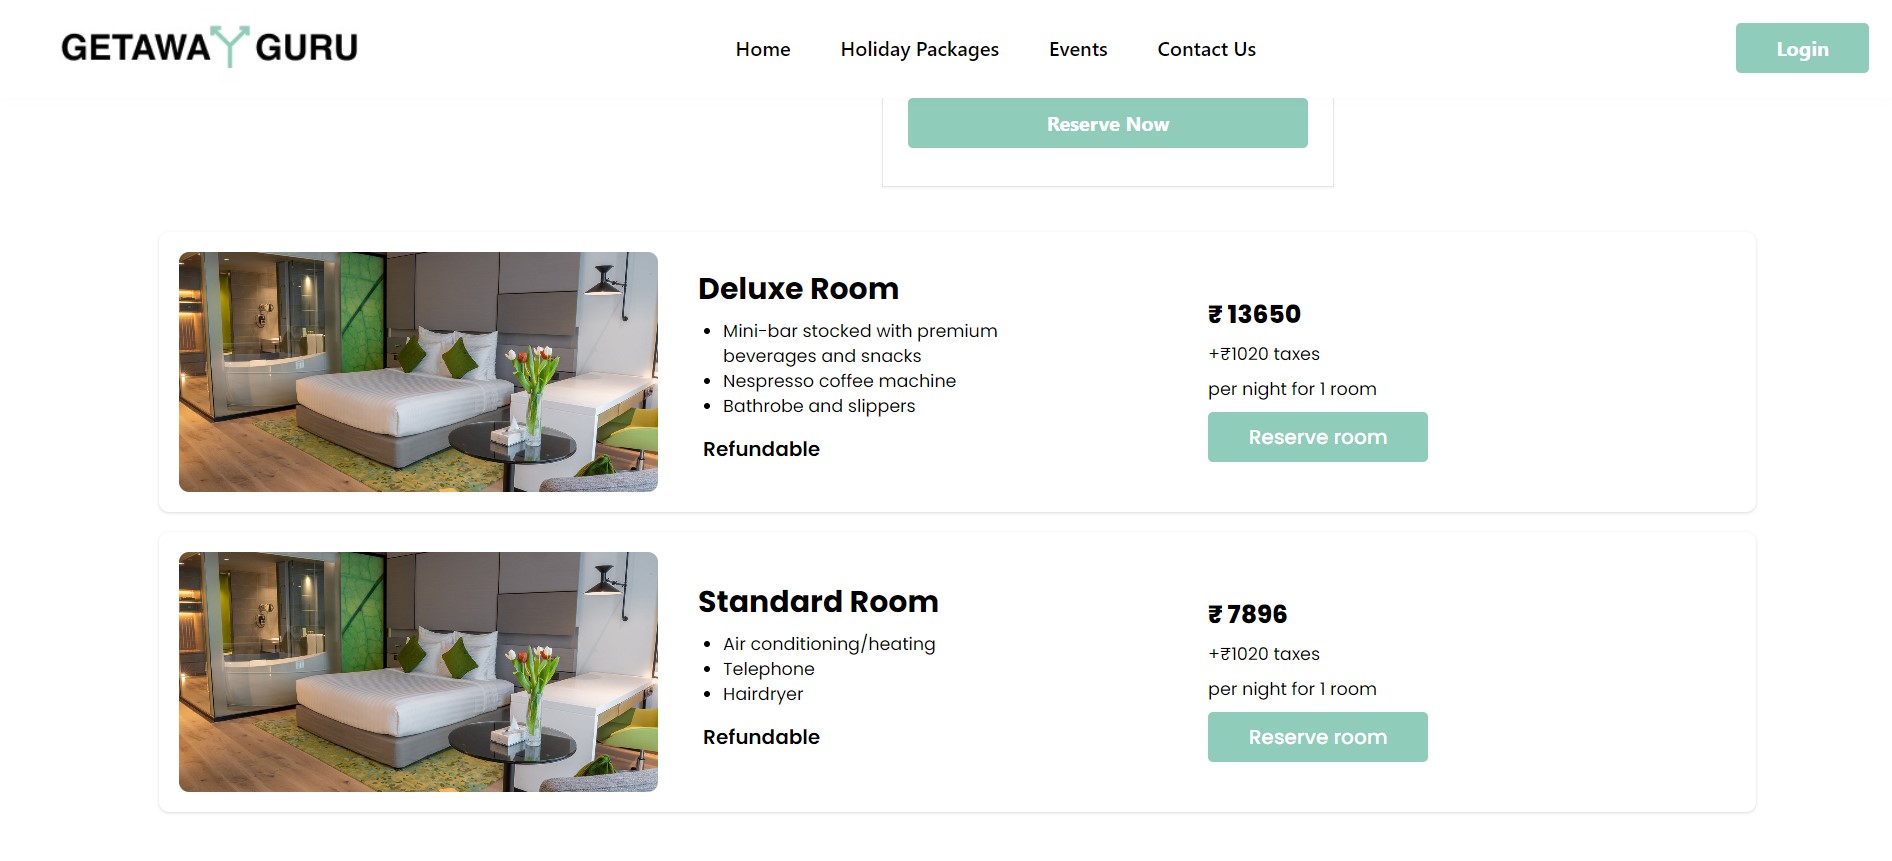 GETAWAY GURU
Home
Holiday Packages
Events
Contact Us
Login
Reserve Now
Deluxe Room
• Mini-bar stocked with premium
beverages and snacks
• Nespresso coffee machine
• Bathrobe and slippers
Refundable
₹ 13650
+₹1020 taxes
per night for 1 room
Reserve room
Standard Room
• Air conditioning/heating
• Telephone
• Hairdryer
Refundable
₹ 7896
+₹1020 taxes
per night for 1 room
Reserve room